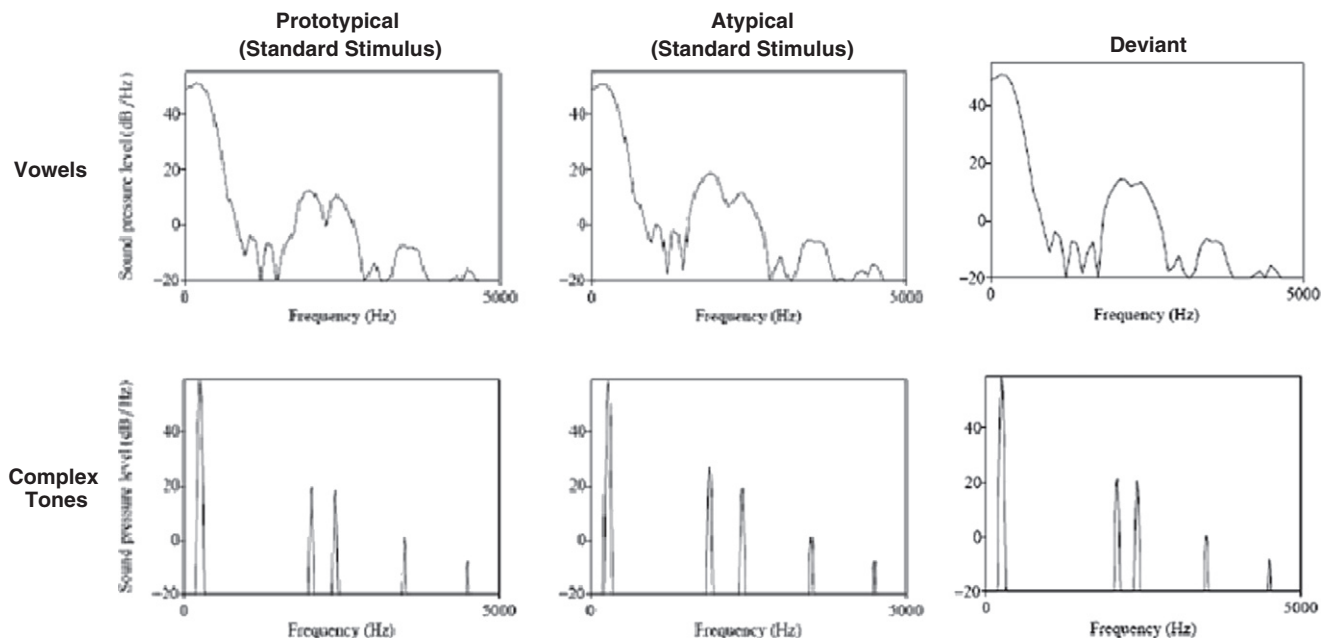 Prototypical
(Standard Stimulus)
Atypical
(Standard Stimulus)
Deviant
Vowels
Sound pressure level (dB/Hz)
40
20
0
−20
0
5000
Frequency (Hz)
40
20
0
−20
0
5000
Frequency (Hz)
40
20
0
−20
0
5000
Frequency (Hz)
Complex
Tones
Sound pressure level (dB/Hz)
40
20
0
−20
0
5000
Frequency (Hz)
40
20
0
−20
0
5000
Frequency (Hz)
40
20
0
−20
0
5000
Frequency (Hz)